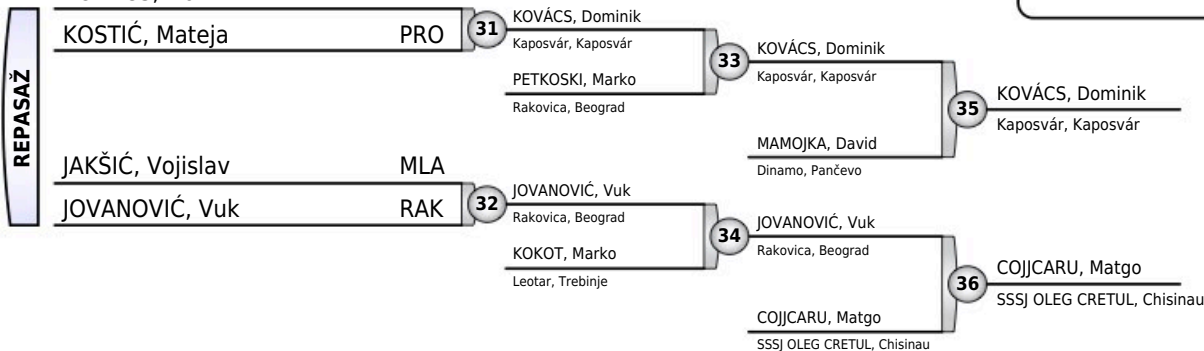 REPASAŽ
KOSTIĆ, Mateja PRO
31
KOVÁCS, Dominik
Kaposvár, Kaposvár
PETKOSKI, Marko
Rakovica, Beograd
33
KOVÁCS, Dominik
Kaposvár, Kaposvár
MAMOJKA, David
Dinamo, Pančevo
35
KOVÁCS, Dominik
Kaposvár, Kaposvár
JAKŠIĆ, Vojislav MLA
JOVANOVIĆ, Vuk RAK
32
JOVANOVIĆ, Vuk
Rakovica, Beograd
KOKOT, Marko
Leotar, Trebinje
34
JOVANOVIĆ, Vuk
Rakovica, Beograd
COJJCARU, Matgo
SSSJ OLEG CRETUL, Chisinau
36
COJJCARU, Matgo
SSSJ OLEG CRETUL, Chisinau